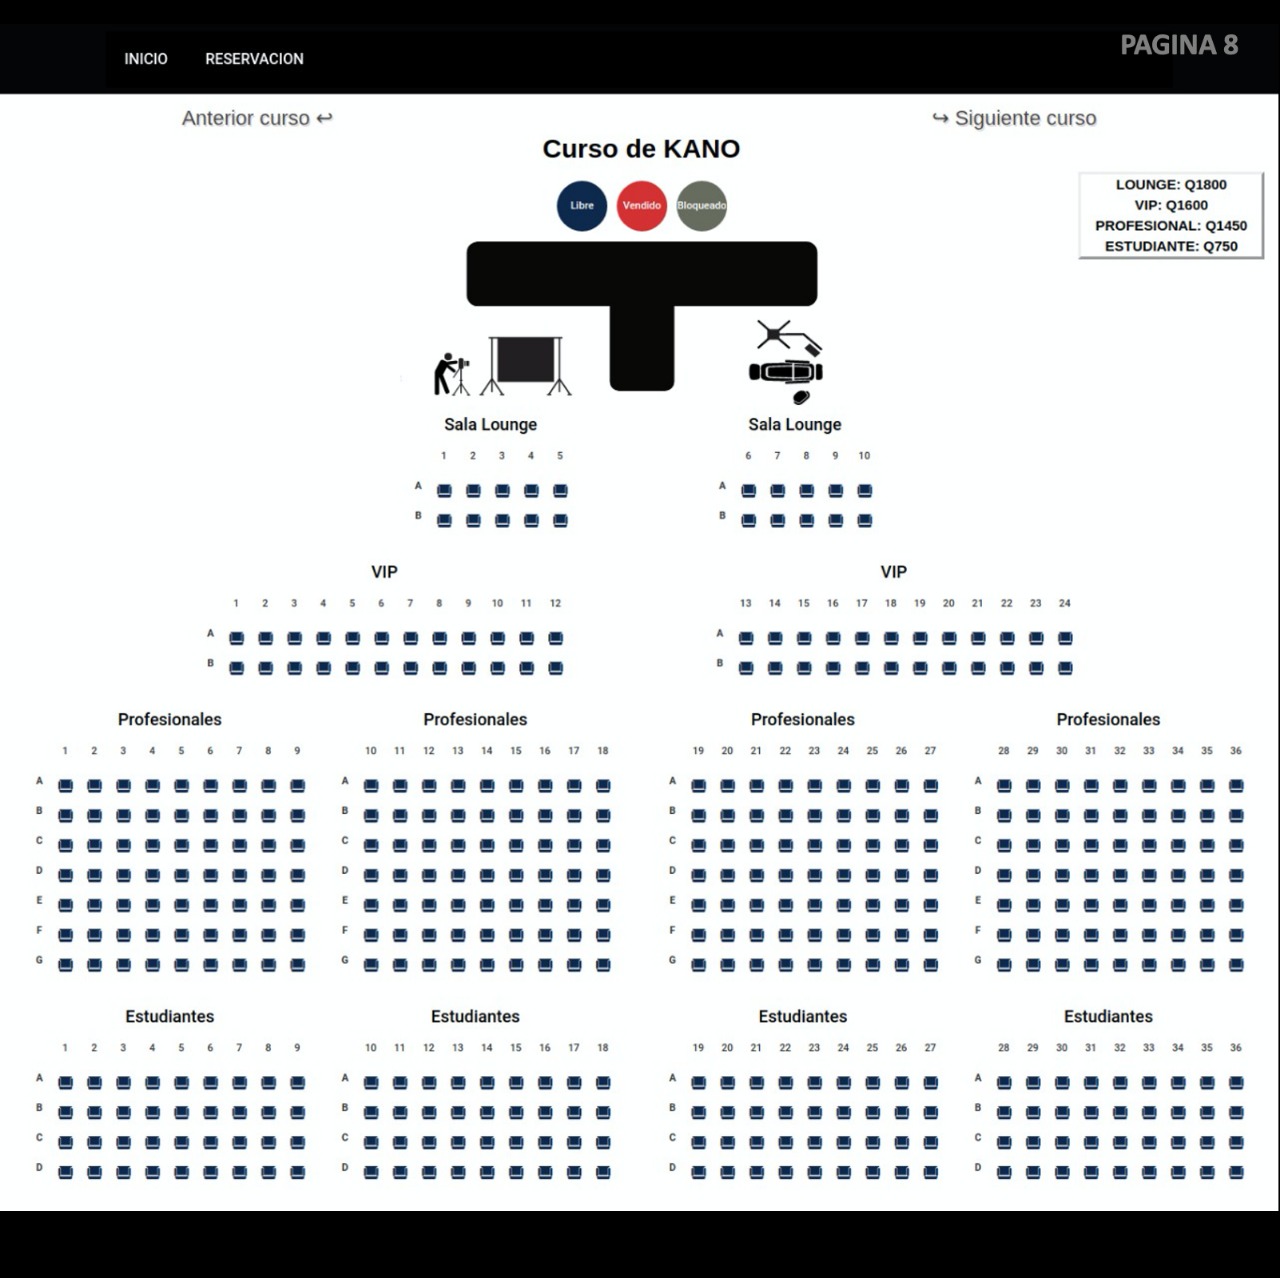 INICIO RESERVACION
PAGINA 8
Anterior curso ↩ ↪ Siguiente curso
Curso de KANO
Libre Vendido Bloqueado
LOUNGE: Q1800
VIP: Q1600
PROFESIONAL: Q1450
ESTUDIANTE: Q750
Sala Lounge Sala Lounge
1 2 3 4 5 6 7 8 9 10
A A
B B
VIP VIP
1 2 3 4 5 6 7 8 9 10 11 12 13 14 15 16 17 18 19 20 21 22 23 24
A A
B B
Profesionales Profesionales Profesionales Profesionales
1 2 3 4 5 6 7 8 9 10 11 12 13 14 15 16 17 18 19 20 21 22 23 24 25 26 27 28 29 30 31 32 33 34 35 36
A A A A
B B B B
C C C C
D D D D
E E E E
F F F F
G G G G
Estudiantes Estudiantes Estudiantes Estudiantes
1 2 3 4 5 6 7 8 9 10 11 12 13 14 15 16 17 18 19 20 21 22 23 24 25 26 27 28 29 30 31 32 33 34 35 36
A A A A
B B B B
C C C C
D D D D